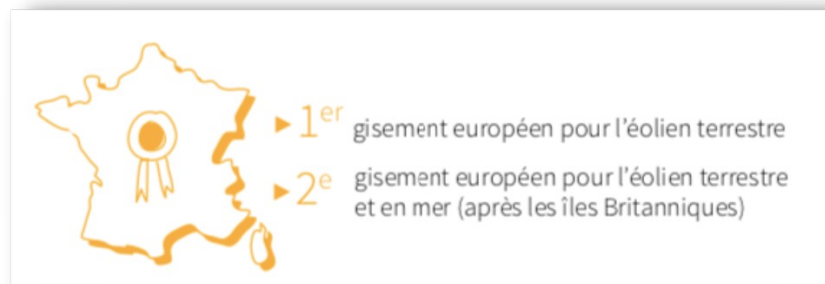 1er gisement européen pour l'éolien terrestre
2e gisement européen pour l'éolien terrestre
et en mer (après les îles Britanniques)